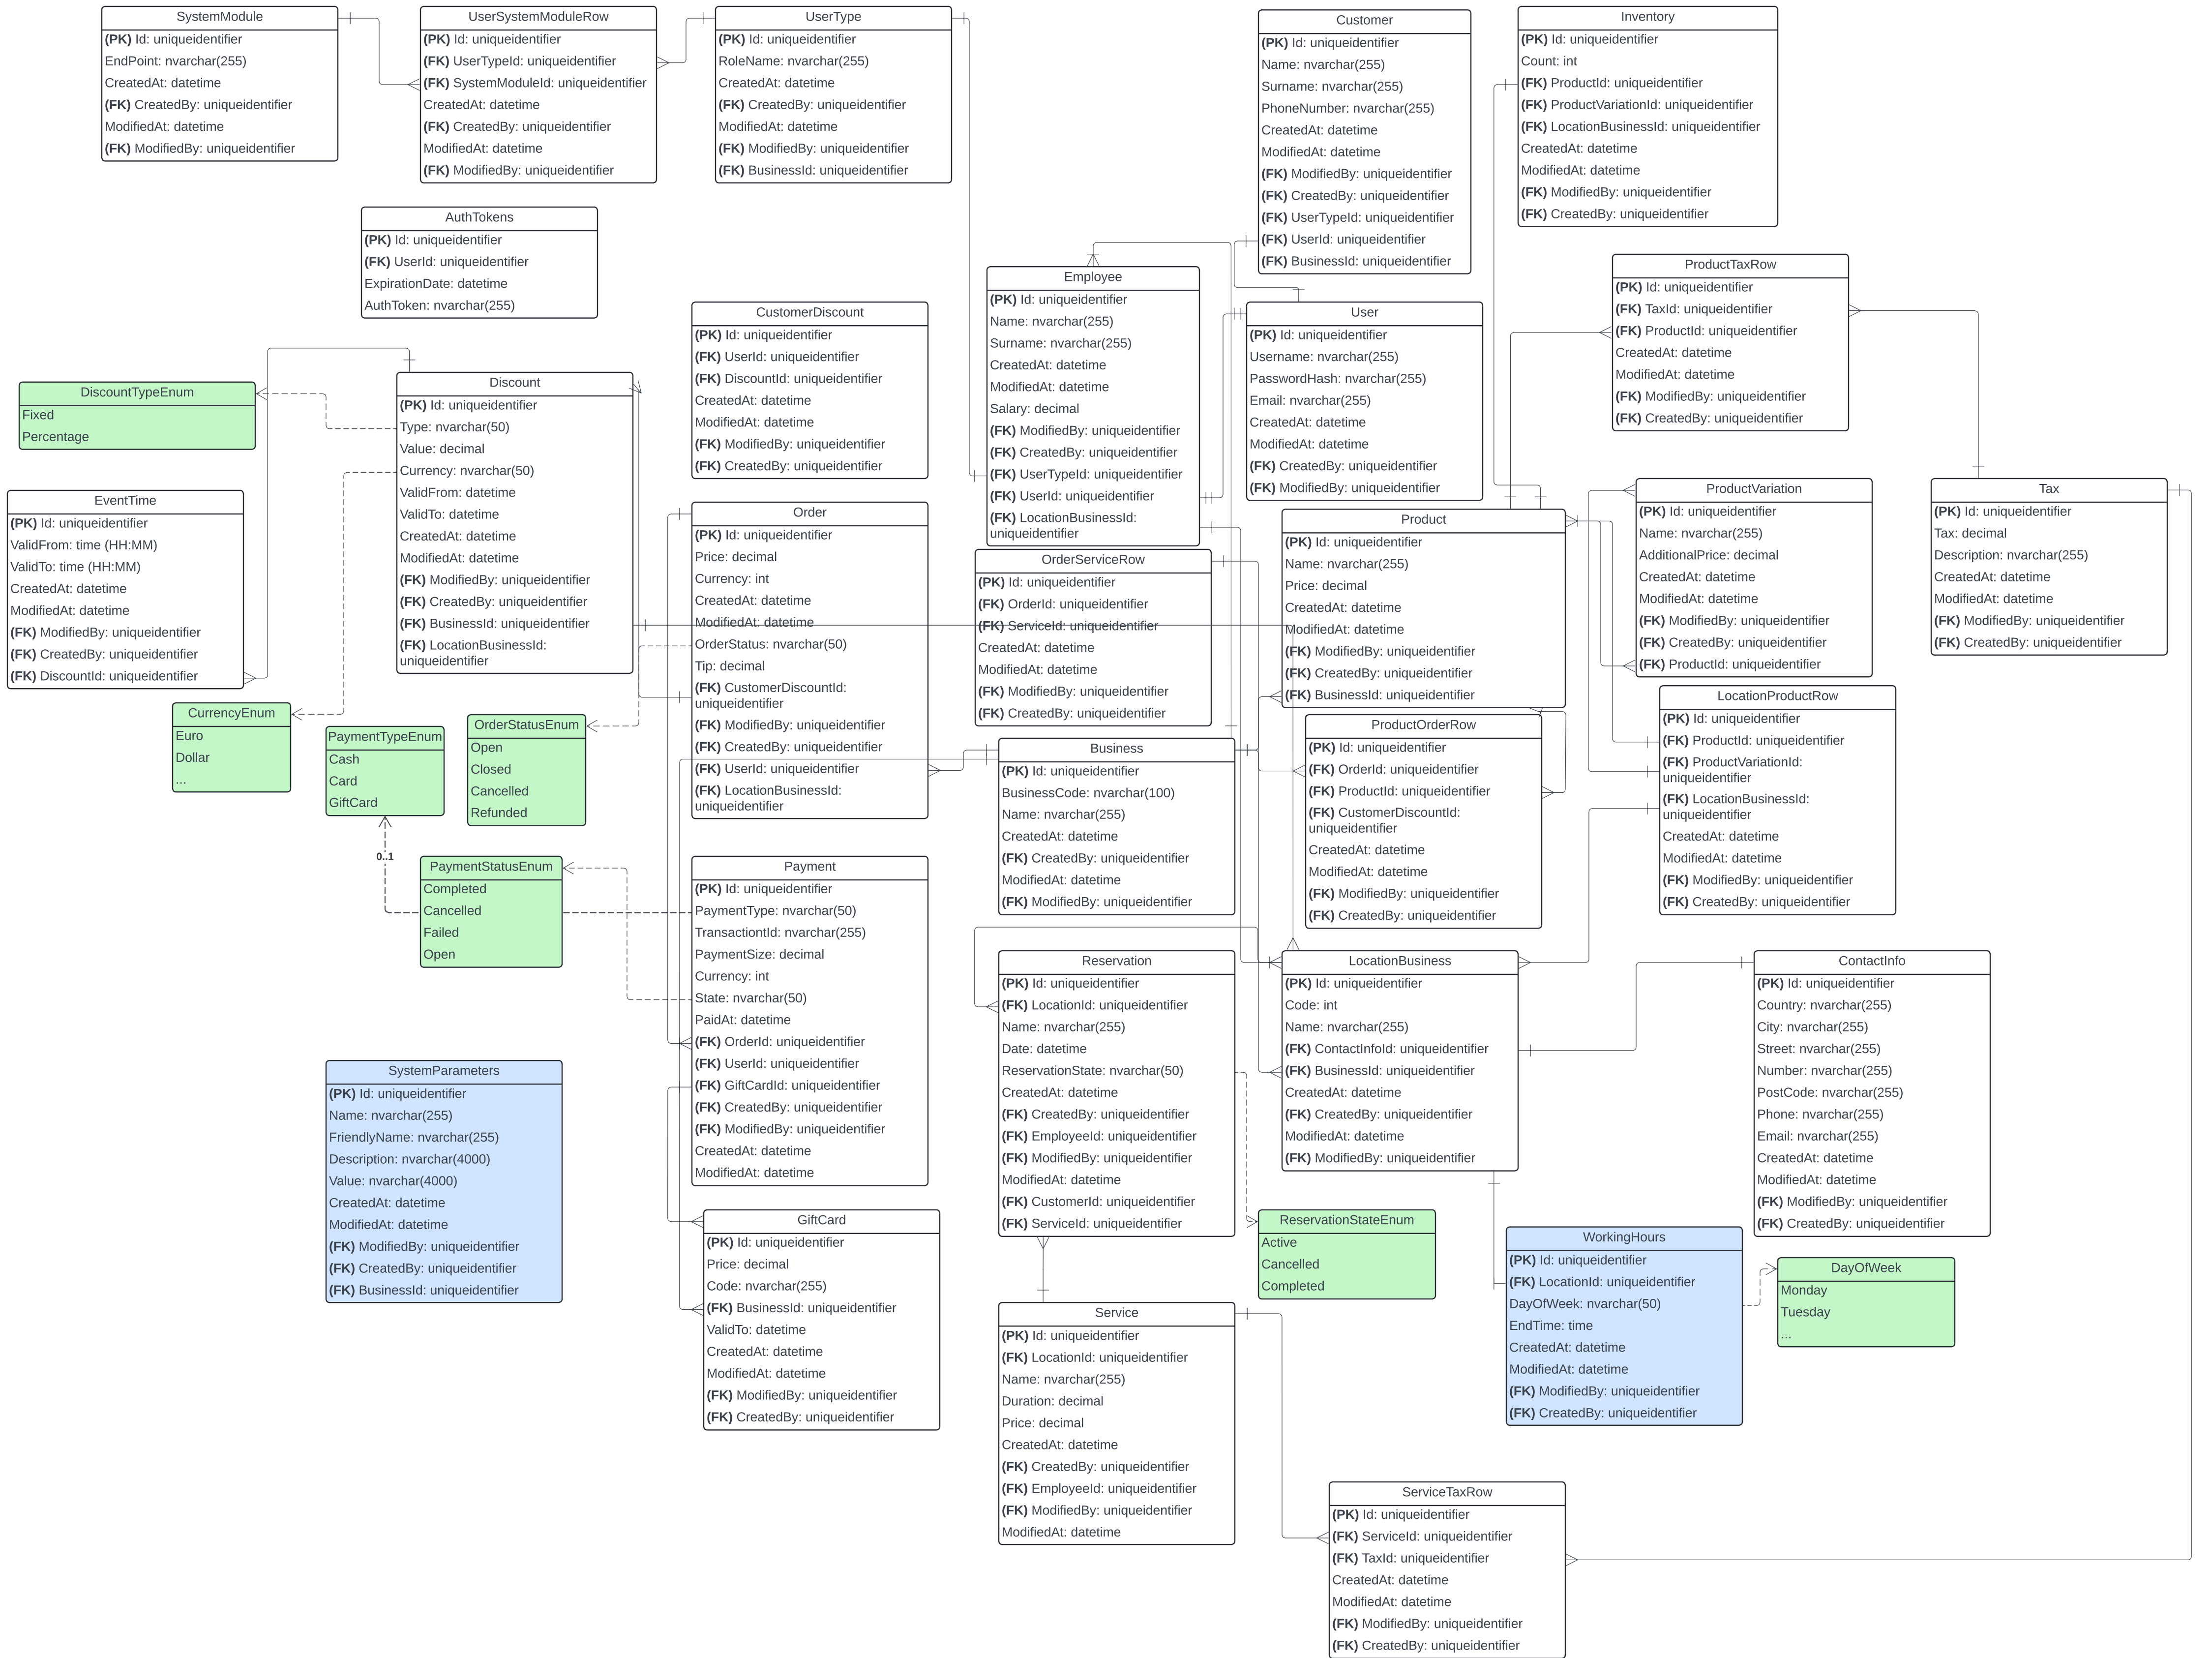 SystemModule
(PK) Id: uniqueidentifier
EndPoint: nvarchar(255)
CreatedAt: datetime
(FK) CreatedBy: uniqueidentifier
ModifiedAt: datetime
(FK) ModifiedBy: uniqueidentifier
UserSystemModuleRow
(PK) Id: uniqueidentifier
(FK) UserTypeId: uniqueidentifier
(FK) SystemModuleId: uniqueidentifier
CreatedAt: datetime
(FK) CreatedBy: uniqueidentifier
ModifiedAt: datetime
(FK) ModifiedBy: uniqueidentifier
UserType
(PK) Id: uniqueidentifier
RoleName: nvarchar(255)
CreatedAt: datetime
(FK) CreatedBy: uniqueidentifier
ModifiedAt: datetime
(FK) ModifiedBy: uniqueidentifier
(FK) BusinessId: uniqueidentifier
Customer
(PK) Id: uniqueidentifier
Name: nvarchar(255)
Surname: nvarchar(255)
PhoneNumber: nvarchar(255)
CreatedAt: datetime
ModifiedAt: datetime
(FK) ModifiedBy: uniqueidentifier
(FK) CreatedBy: uniqueidentifier
(FK) UserTypeId: uniqueidentifier
(FK) UserId: uniqueidentifier
(FK) BusinessId: uniqueidentifier
Inventory
(PK) Id: uniqueidentifier
Count: int
(FK) ProductId: uniqueidentifier
(FK) ProductVariationId: uniqueidentifier
(FK) LocationBusinessId: uniqueidentifier
CreatedAt: datetime
ModifiedAt: datetime
(FK) ModifiedBy: uniqueidentifier
(FK) CreatedBy: uniqueidentifier
AuthTokens
(PK) Id: uniqueidentifier
(FK) UserId: uniqueidentifier
ExpirationDate: datetime
AuthToken: nvarchar(255)
CustomerDiscount
(PK) Id: uniqueidentifier
(FK) UserId: uniqueidentifier
(FK) DiscountId: uniqueidentifier
CreatedAt: datetime
ModifiedAt: datetime
(FK) ModifiedBy: uniqueidentifier
(FK) CreatedBy: uniqueidentifier
Employee
(PK) Id: uniqueidentifier
Name: nvarchar(255)
Surname: nvarchar(255)
CreatedAt: datetime
ModifiedAt: datetime
Salary: decimal
(FK) ModifiedBy: uniqueidentifier
(FK) CreatedBy: uniqueidentifier
(FK) UserTypeId: uniqueidentifier
(FK) UserId: uniqueidentifier
(FK) LocationBusinessId:
uniqueidentifier
User
(PK) Id: uniqueidentifier
Username: nvarchar(255)
PasswordHash: nvarchar(255)
Email: nvarchar(255)
CreatedAt: datetime
ModifiedAt: datetime
(FK) CreatedBy: uniqueidentifier
(FK) ModifiedBy: uniqueidentifier
ProductTaxRow
(PK) Id: uniqueidentifier
(FK) TaxId: uniqueidentifier
(FK) ProductId: uniqueidentifier
CreatedAt: datetime
ModifiedAt: datetime
(FK) ModifiedBy: uniqueidentifier
(FK) CreatedBy: uniqueidentifier
DiscountTypeEnum
Fixed
Percentage
Discount
(PK) Id: uniqueidentifier
Type: nvarchar(50)
Value: decimal
Currency: nvarchar(50)
ValidFrom: datetime
ValidTo: datetime
CreatedAt: datetime
ModifiedAt: datetime
(FK) ModifiedBy: uniqueidentifier
(FK) CreatedBy: uniqueidentifier
(FK) BusinessId: uniqueidentifier
(FK) LocationBusinessId:
uniqueidentifier
EventTime
(PK) Id: uniqueidentifier
ValidFrom: time (HH:MM)
ValidTo: time (HH:MM)
CreatedAt: datetime
ModifiedAt: datetime
(FK) ModifiedBy: uniqueidentifier
(FK) CreatedBy: uniqueidentifier
(FK) DiscountId: uniqueidentifier
Order
(PK) Id: uniqueidentifier
Price: decimal
Currency: int
CreatedAt: datetime
ModifiedAt: datetime
OrderStatus: nvarchar(50)
Tip: decimal
(FK) CustomerDiscountId:
uniqueidentifier
(FK) ModifiedBy: uniqueidentifier
(FK) CreatedBy: uniqueidentifier
(FK) UserId: uniqueidentifier
(FK) LocationBusinessId:
uniqueidentifier
OrderServiceRow
(PK) Id: uniqueidentifier
(FK) OrderId: uniqueidentifier
(FK) ServiceId: uniqueidentifier
CreatedAt: datetime
ModifiedAt: datetime
(FK) ModifiedBy: uniqueidentifier
(FK) CreatedBy: uniqueidentifier
Product
(PK) Id: uniqueidentifier
Name: nvarchar(255)
Price: decimal
CreatedAt: datetime
ModifiedAt: datetime
(FK) ModifiedBy: uniqueidentifier
(FK) CreatedBy: uniqueidentifier
(FK) BusinessId: uniqueidentifier
ProductVariation
(PK) Id: uniqueidentifier
Name: nvarchar(255)
AdditionalPrice: decimal
CreatedAt: datetime
ModifiedAt: datetime
(FK) ModifiedBy: uniqueidentifier
(FK) CreatedBy: uniqueidentifier
(FK) ProductId: uniqueidentifier
Tax
(PK) Id: uniqueidentifier
Tax: decimal
Description: nvarchar(255)
CreatedAt: datetime
ModifiedAt: datetime
(FK) ModifiedBy: uniqueidentifier
(FK) CreatedBy: uniqueidentifier
CurrencyEnum
Euro
Dollar
...
PaymentTypeEnum
Cash
Card
GiftCard
OrderStatusEnum
Open
Closed
Cancelled
Refunded
Business
(PK) Id: uniqueidentifier
BusinessCode: nvarchar(100)
Name: nvarchar(255)
CreatedAt: datetime
(FK) CreatedBy: uniqueidentifier
ModifiedAt: datetime
(FK) ModifiedBy: uniqueidentifier
ProductOrderRow
(PK) Id: uniqueidentifier
(FK) OrderId: uniqueidentifier
(FK) ProductId: uniqueidentifier
(FK) CustomerDiscountId:
uniqueidentifier
CreatedAt: datetime
ModifiedAt: datetime
(FK) ModifiedBy: uniqueidentifier
(FK) CreatedBy: uniqueidentifier
LocationProductRow
(PK) Id: uniqueidentifier
(FK) ProductId: uniqueidentifier
(FK) ProductVariationId:
uniqueidentifier
(FK) LocationBusinessId:
uniqueidentifier
CreatedAt: datetime
ModifiedAt: datetime
(FK) ModifiedBy: uniqueidentifier
(FK) CreatedBy: uniqueidentifier
0..1
PaymentStatusEnum
Completed
Cancelled
Failed
Open
Payment
(PK) Id: uniqueidentifier
PaymentType: nvarchar(50)
TransactionId: nvarchar(255)
PaymentSize: decimal
Currency: int
State: nvarchar(50)
PaidAt: datetime
(FK) OrderId: uniqueidentifier
(FK) UserId: uniqueidentifier
(FK) GiftCardId: uniqueidentifier
(FK) CreatedBy: uniqueidentifier
(FK) ModifiedBy: uniqueidentifier
CreatedAt: datetime
ModifiedAt: datetime
Reservation
(PK) Id: uniqueidentifier
(FK) LocationId: uniqueidentifier
Name: nvarchar(255)
Date: datetime
ReservationState: nvarchar(50)
CreatedAt: datetime
(FK) CreatedBy: uniqueidentifier
(FK) EmployeeId: uniqueidentifier
(FK) ModifiedBy: uniqueidentifier
ModifiedAt: datetime
(FK) CustomerId: uniqueidentifier
(FK) ServiceId: uniqueidentifier
LocationBusiness
(PK) Id: uniqueidentifier
Code: int
Name: nvarchar(255)
(FK) ContactInfoId: uniqueidentifier
(FK) BusinessId: uniqueidentifier
CreatedAt: datetime
(FK) CreatedBy: uniqueidentifier
ModifiedAt: datetime
(FK) ModifiedBy: uniqueidentifier
ContactInfo
(PK) Id: uniqueidentifier
Country: nvarchar(255)
City: nvarchar(255)
Street: nvarchar(255)
Number: nvarchar(255)
PostCode: nvarchar(255)
Phone: nvarchar(255)
Email: nvarchar(255)
CreatedAt: datetime
ModifiedAt: datetime
(FK) ModifiedBy: uniqueidentifier
(FK) CreatedBy: uniqueidentifier
SystemParameters
(PK) Id: uniqueidentifier
Name: nvarchar(255)
FriendlyName: nvarchar(255)
Description: nvarchar(4000)
Value: nvarchar(4000)
CreatedAt: datetime
ModifiedAt: datetime
(FK) ModifiedBy: uniqueidentifier
(FK) CreatedBy: uniqueidentifier
(FK) BusinessId: uniqueidentifier
GiftCard
(PK) Id: uniqueidentifier
Price: decimal
Code: nvarchar(255)
(FK) BusinessId: uniqueidentifier
ValidTo: datetime
CreatedAt: datetime
ModifiedAt: datetime
(FK) ModifiedBy: uniqueidentifier
(FK) CreatedBy: uniqueidentifier
ReservationStateEnum
Active
Cancelled
Completed
WorkingHours
(PK) Id: uniqueidentifier
(FK) LocationId: uniqueidentifier
DayOfWeek: nvarchar(50)
EndTime: time
CreatedAt: datetime
ModifiedAt: datetime
(FK) ModifiedBy: uniqueidentifier
(FK) CreatedBy: uniqueidentifier
DayOfWeek
Monday
Tuesday
...
Service
(PK) Id: uniqueidentifier
(FK) LocationId: uniqueidentifier
Name: nvarchar(255)
Duration: decimal
Price: decimal
CreatedAt: datetime
(FK) CreatedBy: uniqueidentifier
(FK) EmployeeId: uniqueidentifier
(FK) ModifiedBy: uniqueidentifier
ModifiedAt: datetime
ServiceTaxRow
(PK) Id: uniqueidentifier
(FK) ServiceId: uniqueidentifier
(FK) TaxId: uniqueidentifier
CreatedAt: datetime
ModifiedAt: datetime
(FK) ModifiedBy: uniqueidentifier
(FK) CreatedBy: uniqueidentifier